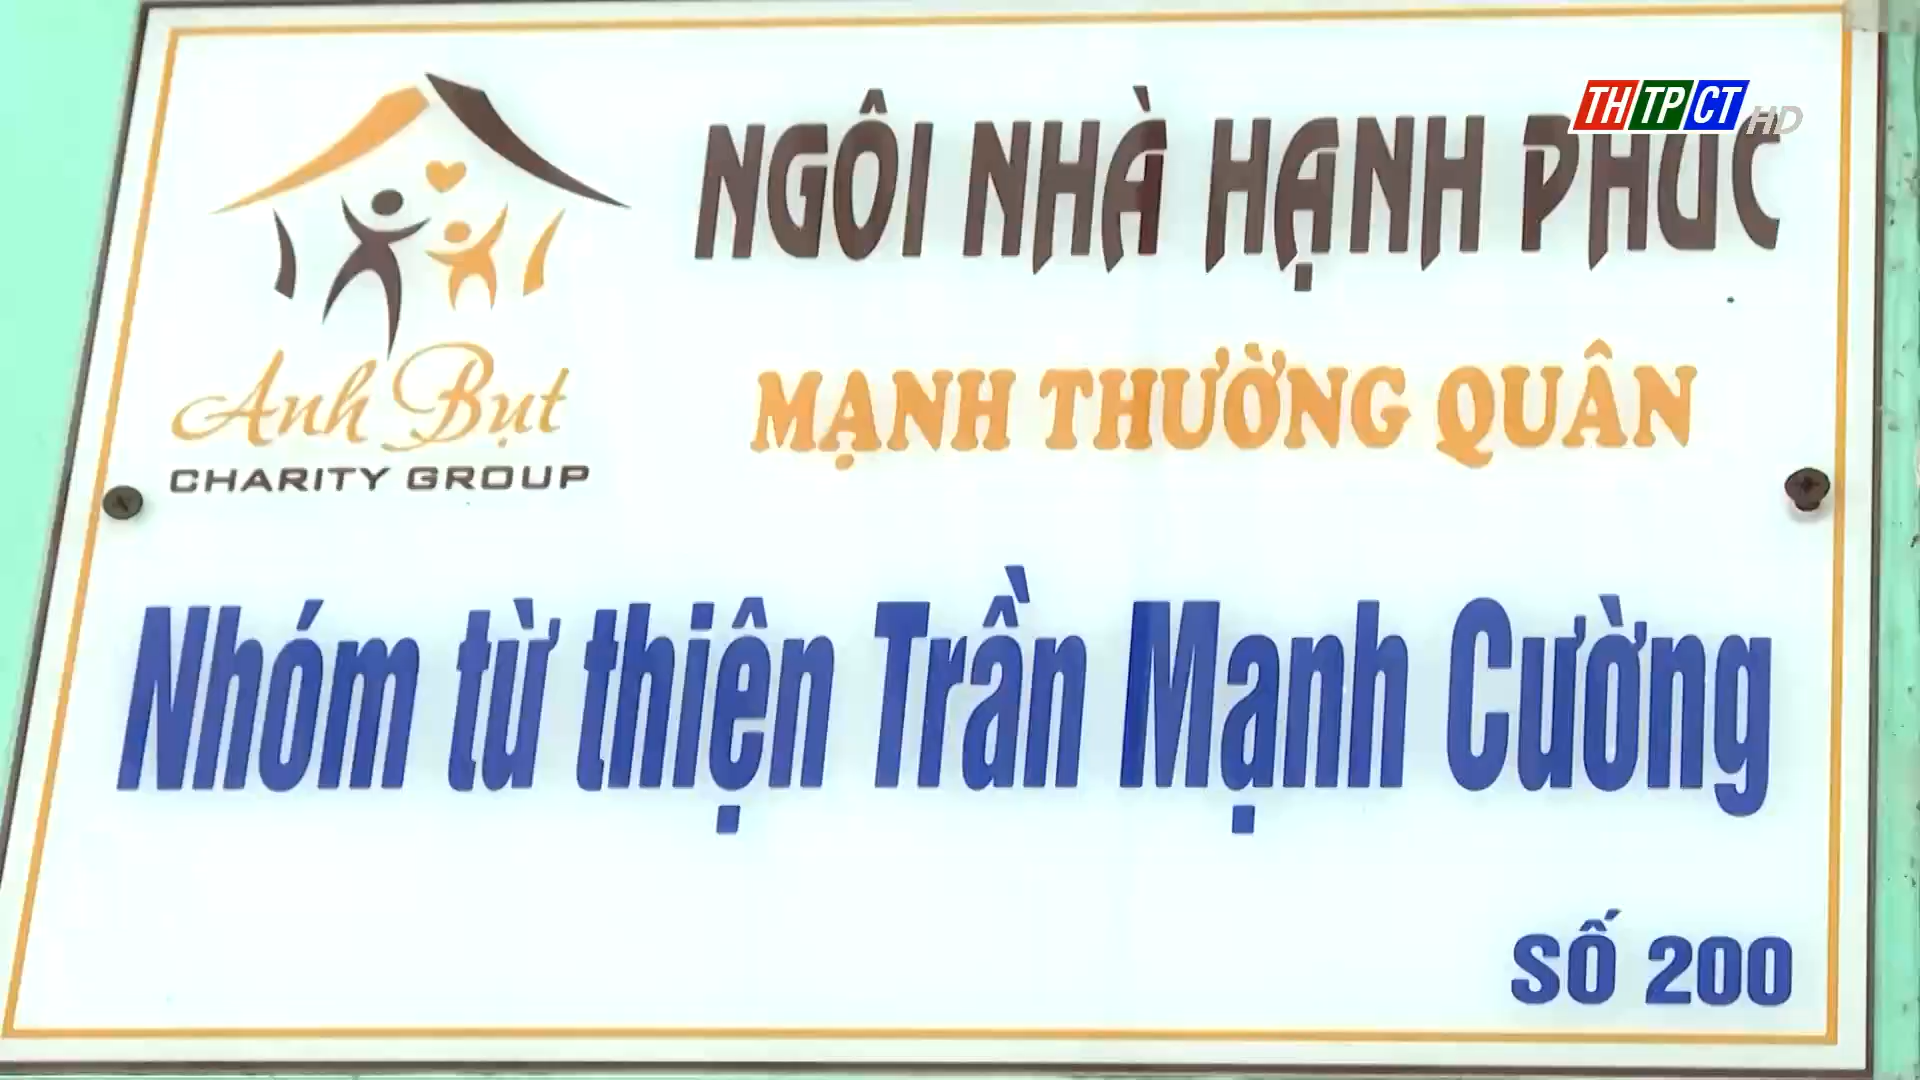 THTPCT HD
NGÔI NHÀ HẠNH PHÚC
Anh Bụt
CHARITY GROUP
MẠNH THƯỜNG QUÂN
Nhóm từ thiện Trần Mạnh Cường
SỐ 200